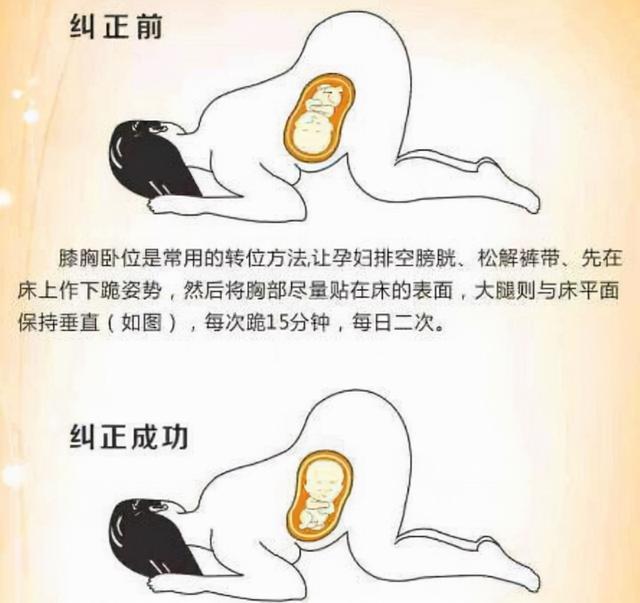 纠正前
膝胸卧位是常用的转位方法,让孕妇排空膀胱、松解裤带、先在
床上作下跪姿势，然后将胸部尽量贴在床的表面，大腿则与床平面
保持垂直（如图），每次跪15分钟，每日二次。
纠正成功